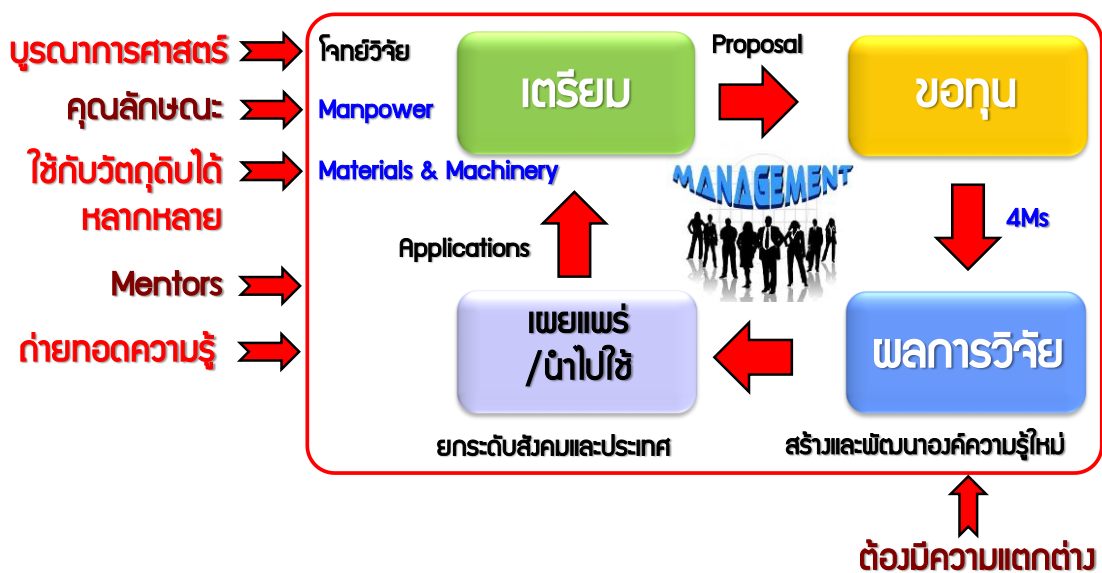 บูรณาการศาสตร์
โจทย์วิจัย
เตรียม
Proposal
ขอทุน
คุณลักษณะ
Manpower
ใช้กับวัตถุดิบได้
หลากหลาย
Materials & Machinery
MANAGEMENT
4Ms
Applications
Mentors
ถ่ายทอดความรู้
เผยแพร่
/นำไปใช้
ผลการวิจัย
ยกระดับสังคมและประเทศ
สร้างและพัฒนาองค์ความรู้ใหม่
ต้องมีความแตกต่าง